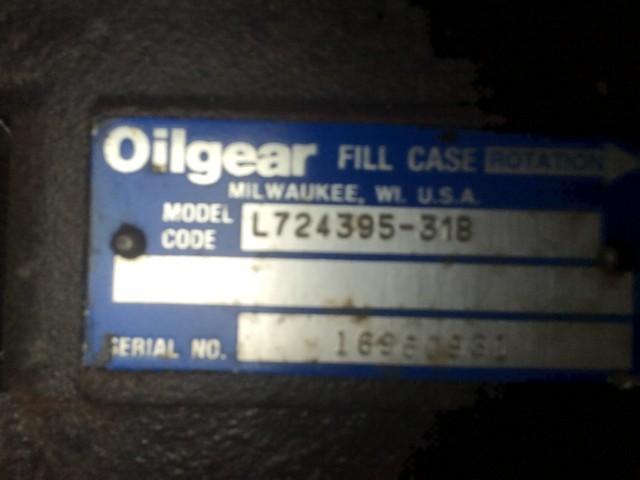 Oilgear FILL CASE ROTATION
MILWAUKEE, WI. U.S.A.
MODEL CODE L724395-31B
SERIAL NO.